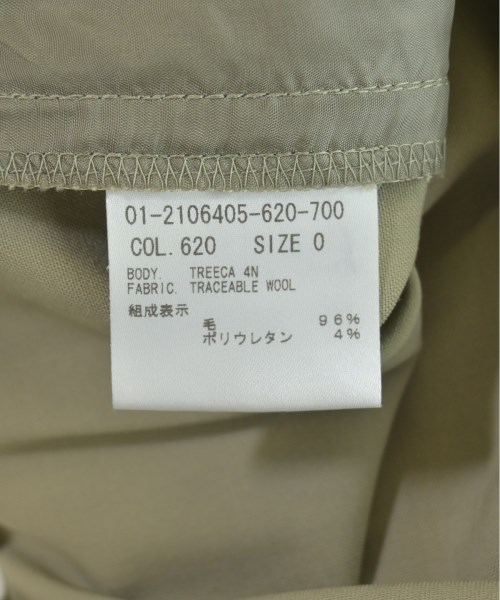 01-2106405-620-700
COL. 620 SIZE 0
BODY. TREECA 4N
FABRIC. TRACEABLE WOOL
組成表示
毛 96%
ポリウレタン 4%